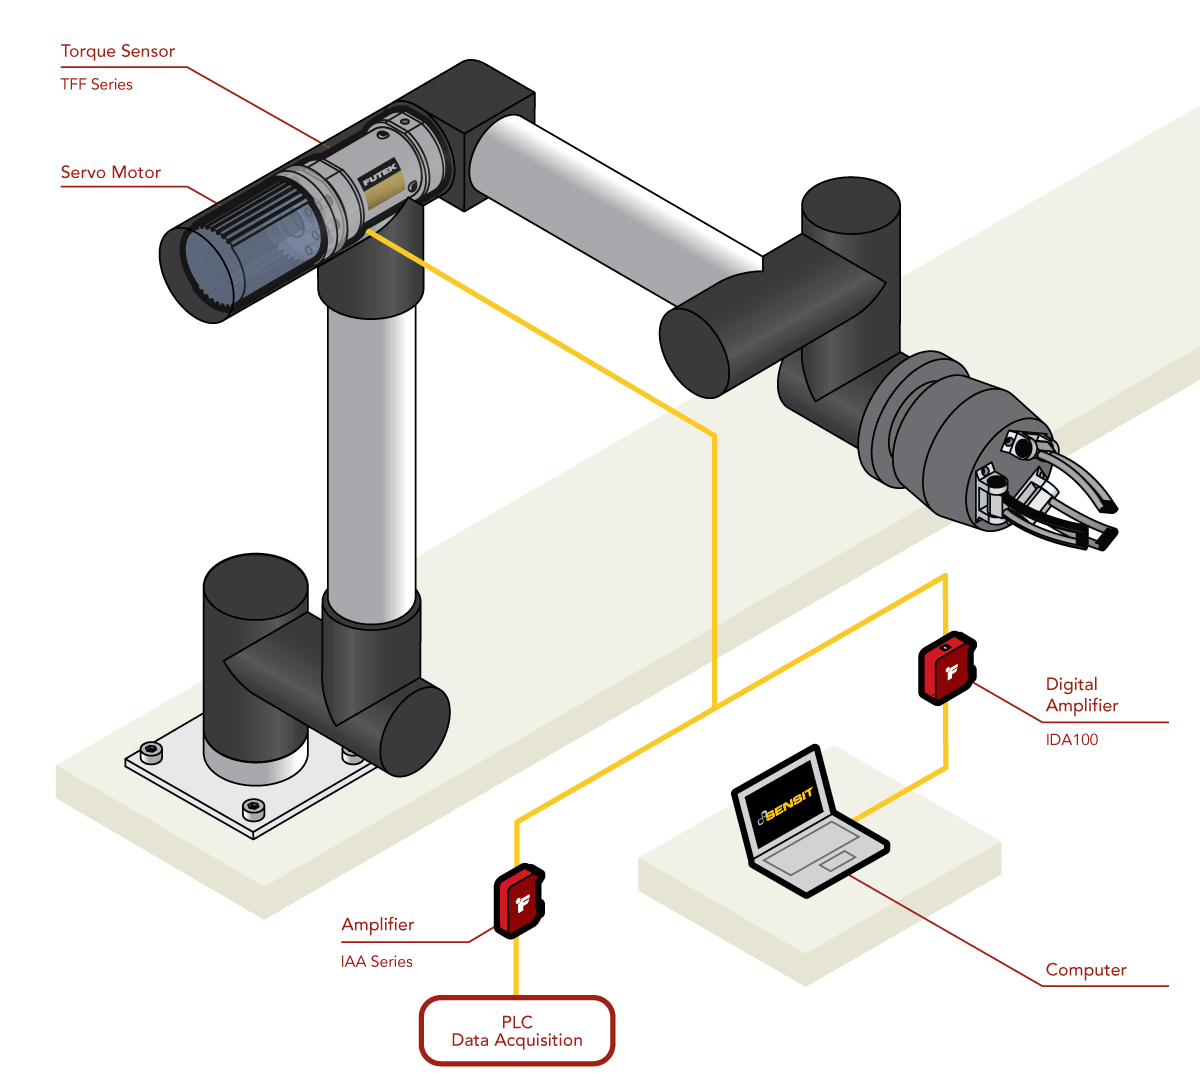 Torque Sensor
TFF Series
Servo Motor
FUTEK
Digital
Amplifier
IDA100
SENSIT
Amplifier
IAA Series
Computer
PLC
Data Acquisition